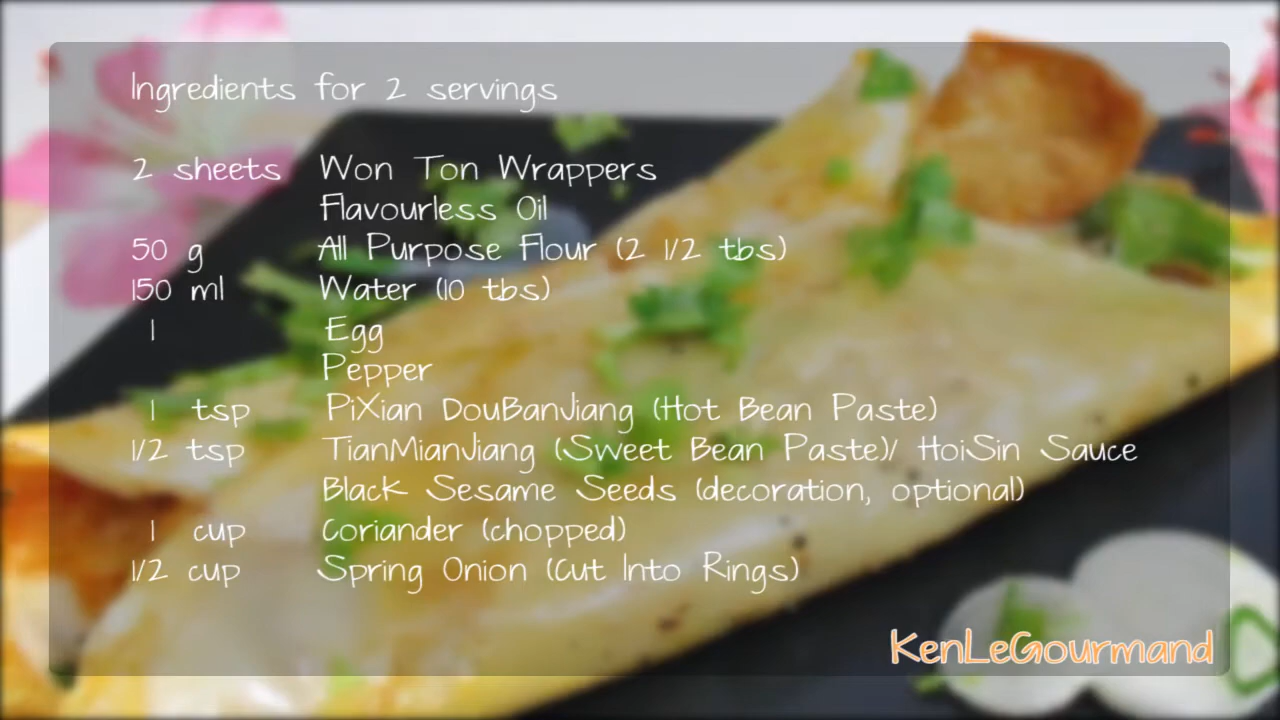 Ingredients for 2 servings
2 sheets Won Ton Wrappers
Flavourless Oil
50 g All Purpose Flour (2 1/2 tbs)
150 ml Water (10 tbs)
1 Egg
Pepper
1 tsp PiXian DouBanJiang (Hot Bean Paste)
1/2 tsp TianMianJiang (Sweet Bean Paste)/ HoiSin Sauce
Black Sesame Seeds (decoration, optional)
1 cup Coriander (chopped)
1/2 cup Spring Onion (Cut Into Rings)
KenLeGourmand